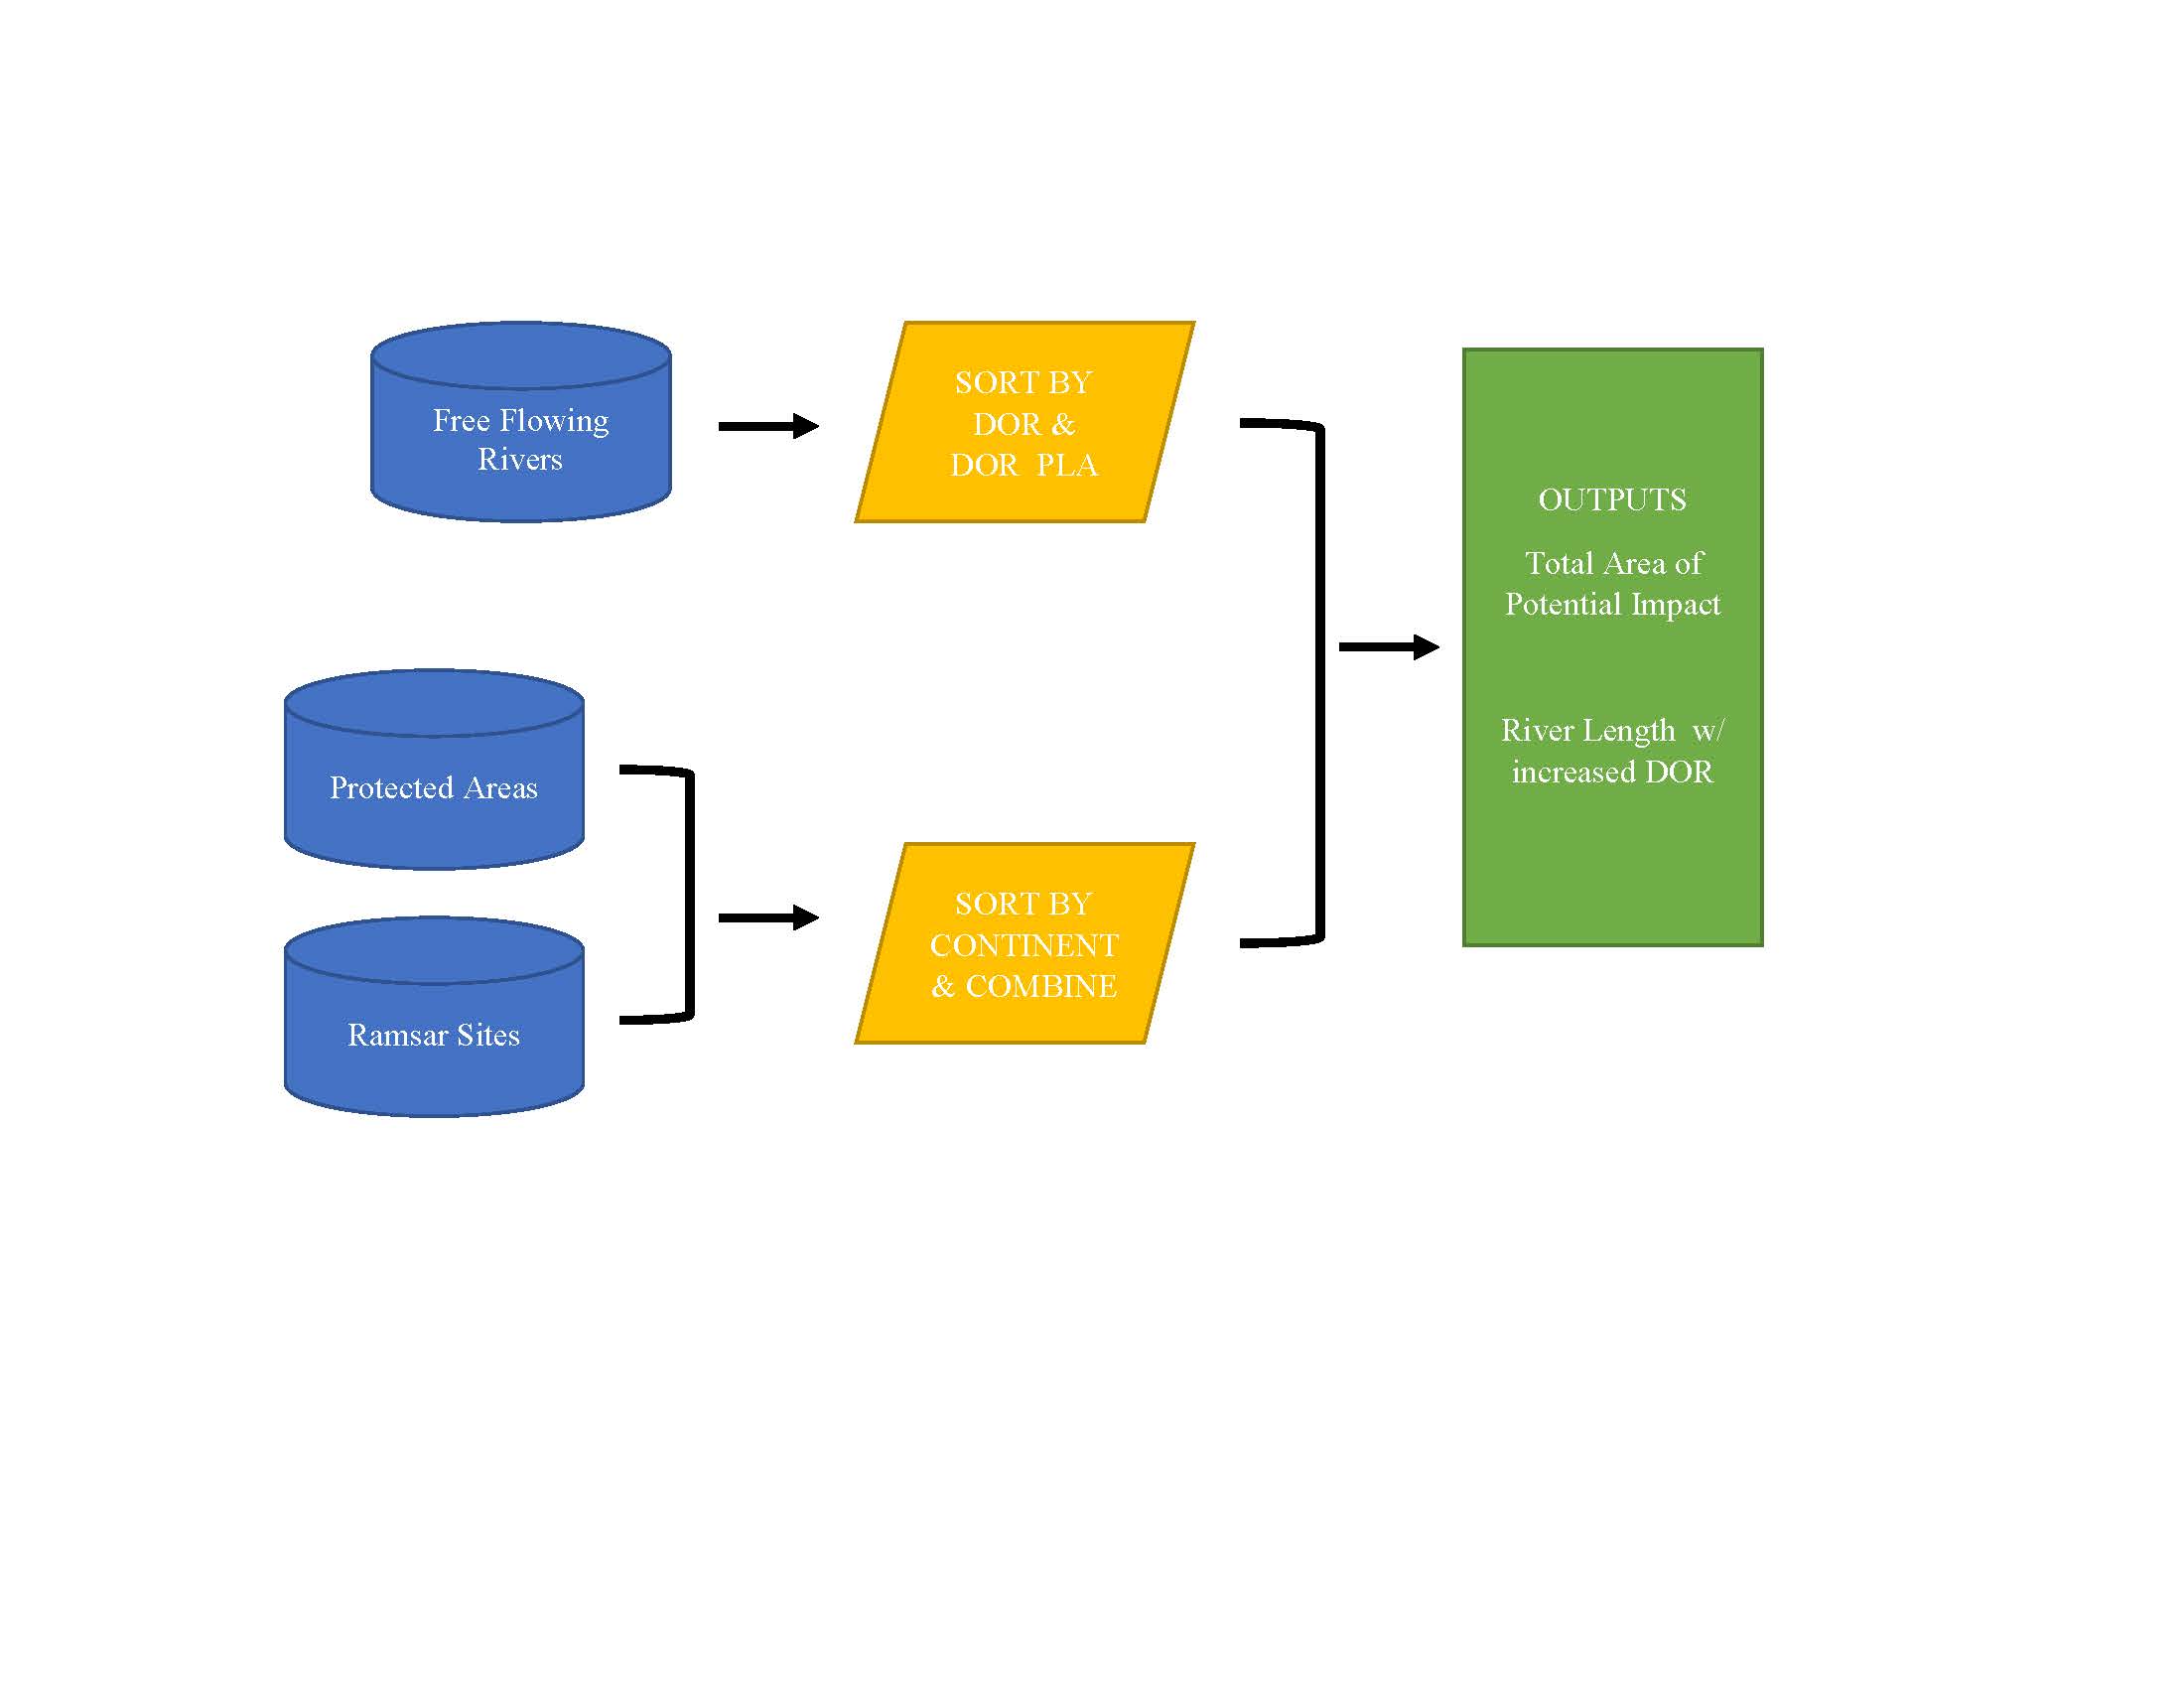 Free Flowing
Rivers
SORT BY
DOR &
DOR PLA
Protected Areas
Ramsar Sites
SORT BY
CONTINENT
& COMBINE
OUTPUTS
Total Area of
Potential Impact
River Length w/
increased DOR